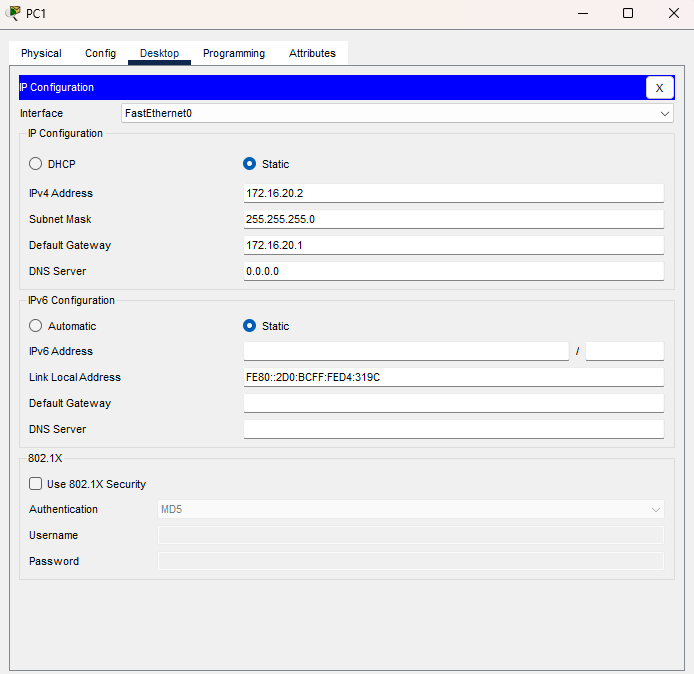 PC1
Physical Config Desktop Programming Attributes
IP Configuration X
Interface FastEthernet0
IP Configuration
DHCP Static
IPv4 Address 172.16.20.2
Subnet Mask 255.255.255.0
Default Gateway 172.16.20.1
DNS Server 0.0.0.0
IPv6 Configuration
Automatic Static
IPv6 Address /
Link Local Address FE80::2D0:BCFF:FED4:319C
Default Gateway
DNS Server
802.1X
Use 802.1X Security
Authentication MD5
Username
Password